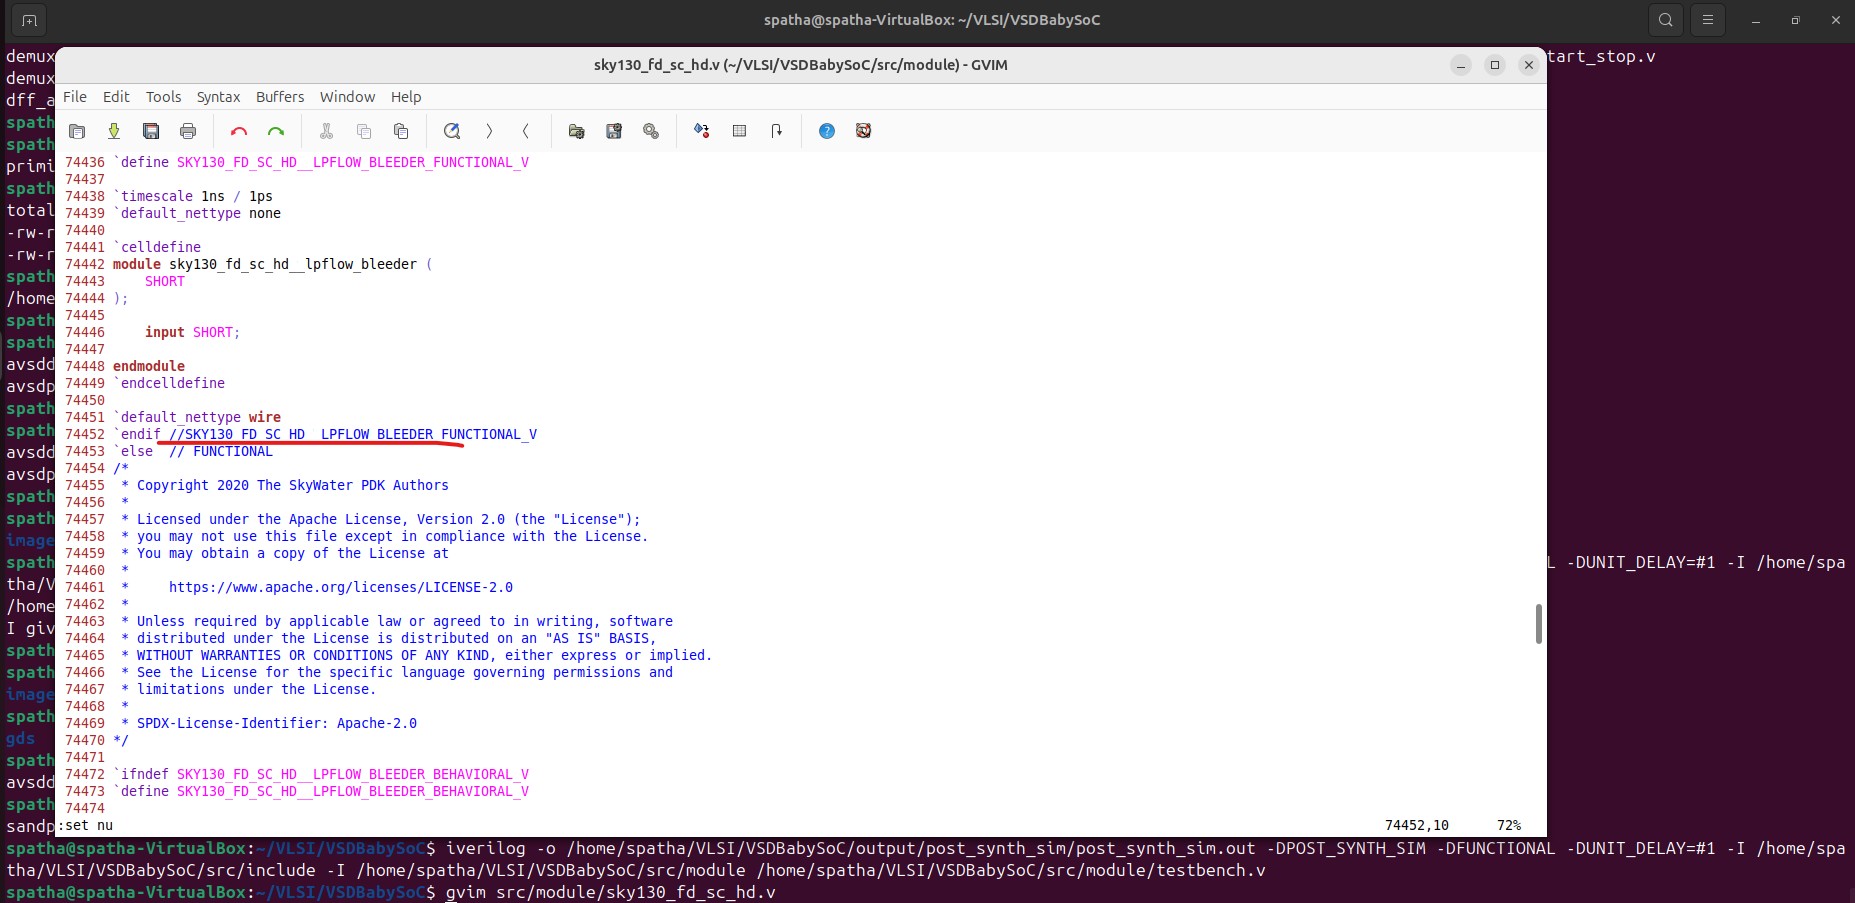 spatha@spatha-VirtualBox: ~/VLSI/VSDBabySoC
demux
tart_stop.v
demux
dff_a
spath
spath
primi
spath
total
-rw-r
-rw-r
spath
/home
spath
spath
avsdd
avsdp
spath
spath
avsdd
avsdp
spath
spath
image
spath
L -DUNIT_DELAY=#1 -I /home/spa
tha/V
/home
I giv
spath
spath
image
spath
gds
spath
avsdd
spath
sandp
sky130_fd_sc_hd.v (~/VLSI/VSDBabySoC/src/module) - GVIM
File Edit Tools Syntax Buffers Window Help
74436 `define SKY130_FD_SC_HD__LPFLOW_BLEEDER_FUNCTIONAL_V
74437
74438 `timescale 1ns / 1ps
74439 `default_nettype none
74440
74441 `celldefine
74442 module sky130_fd_sc_hd__lpflow_bleeder (
74443     SHORT
74444 );
74445
74446     input SHORT;
74447
74448 endmodule
74449 `endcelldefine
74450
74451 `default_nettype wire
74452 `endif //SKY130_FD_SC_HD__LPFLOW_BLEEDER_FUNCTIONAL_V
74453 `else  // FUNCTIONAL
74454 /*
74455  * Copyright 2020 The SkyWater PDK Authors
74456  *
74457  * Licensed under the Apache License, Version 2.0 (the "License");
74458  * you may not use this file except in compliance with the License.
74459  * You may obtain a copy of the License at
74460  *
74461  *     https://www.apache.org/licenses/LICENSE-2.0
74462  *
74463  * Unless required by applicable law or agreed to in writing, software
74464  * distributed under the License is distributed on an "AS IS" BASIS,
74465  * WITHOUT WARRANTIES OR CONDITIONS OF ANY KIND, either express or implied.
74466  * See the License for the specific language governing permissions and
74467  * limitations under the License.
74468  *
74469  * SPDX-License-Identifier: Apache-2.0
74470 */
74471
74472 `ifndef SKY130_FD_SC_HD__LPFLOW_BLEEDER_BEHAVIORAL_V
74473 `define SKY130_FD_SC_HD__LPFLOW_BLEEDER_BEHAVIORAL_V
74474
:set nu 74452,10 72%
spatha@spatha-VirtualBox:~/VLSI/VSDBabySoC$ iverilog -o /home/spatha/VLSI/VSDBabySoC/output/post_synth_sim/post_synth_sim.out -DPOST_SYNTH_SIM -DFUNCTIONAL -DUNIT_DELAY=#1 -I /home/spa
tha/VLSI/VSDBabySoC/src/include -I /home/spatha/VLSI/VSDBabySoC/src/module /home/spatha/VLSI/VSDBabySoC/src/module/testbench.v
spatha@spatha-VirtualBox:~/VLSI/VSDBabySoC$ gvim src/module/sky130_fd_sc_hd.v